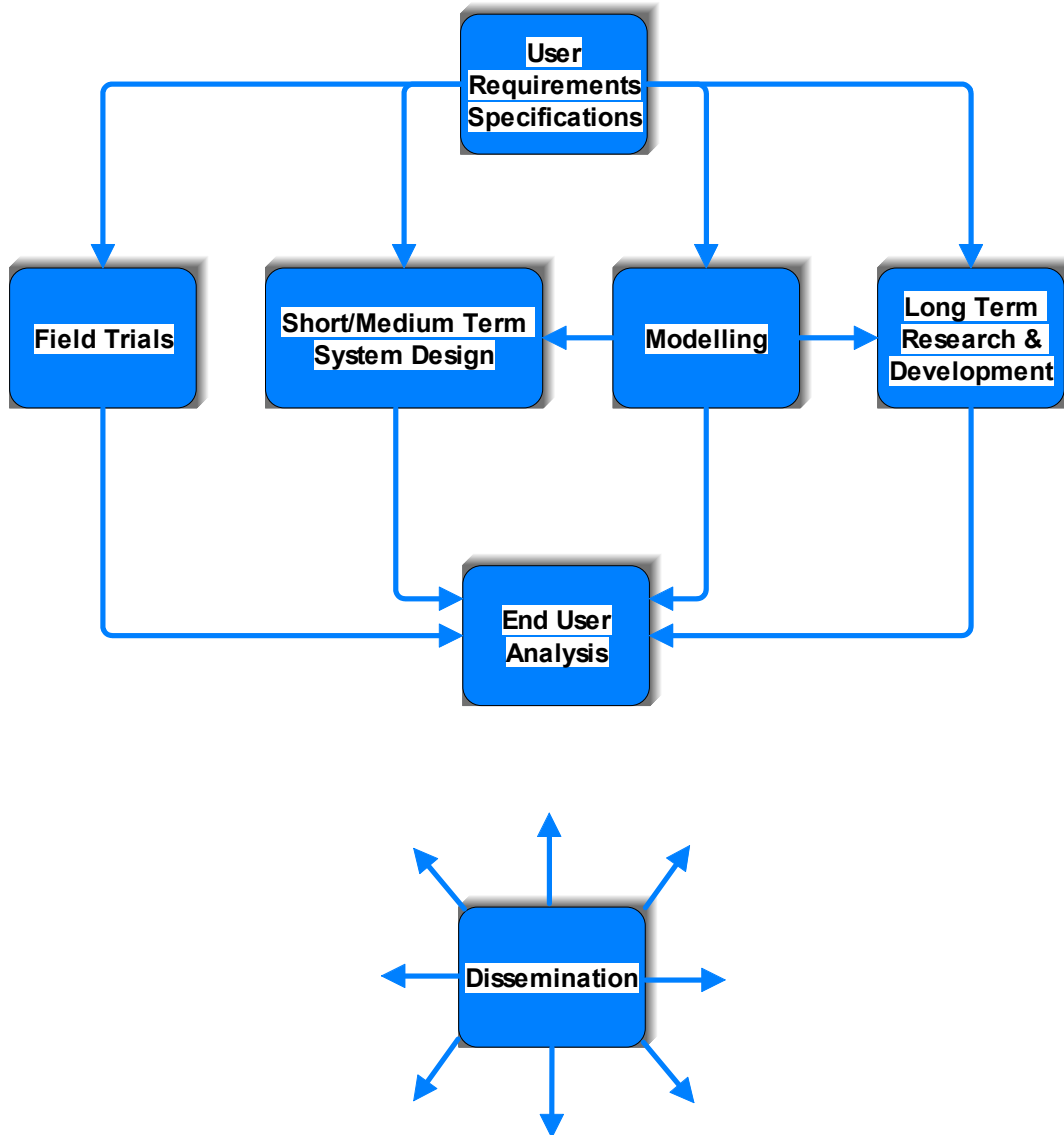 User
Requirements
Specifications
Field Trials
Short/Medium Term
System Design
Modelling
Long Term
Research &
Development
End User
Analysis
Dissemination